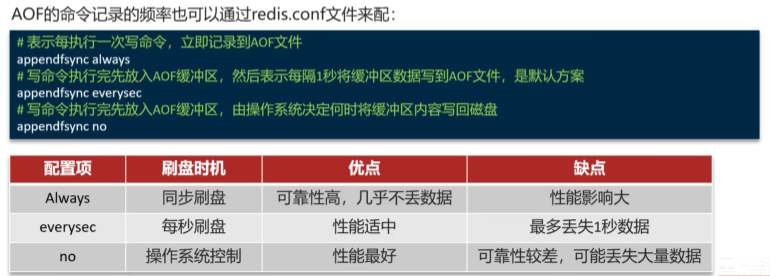 AOF的命令记录的频率也可以通过redis.conf文件来配：
# 表示每执行一次写命令，立即记录到AOF文件
appendfsync always
# 写命令执行完先放入AOF缓冲区，然后表示每隔1秒将缓冲区数据写到AOF文件，是默认方案
appendfsync everysec
# 写命令执行完先放入AOF缓冲区，由操作系统决定何时将缓冲区内容写回磁盘
appendfsync no
配置项 刷盘时机 优点 缺点
Always 同步刷盘 可靠性高，几乎不丢数据 性能影响大
everysec 每秒刷盘 性能适中 最多丢失1秒数据
no 操作系统控制 性能最好 可靠性较差，可能丢失大量数据